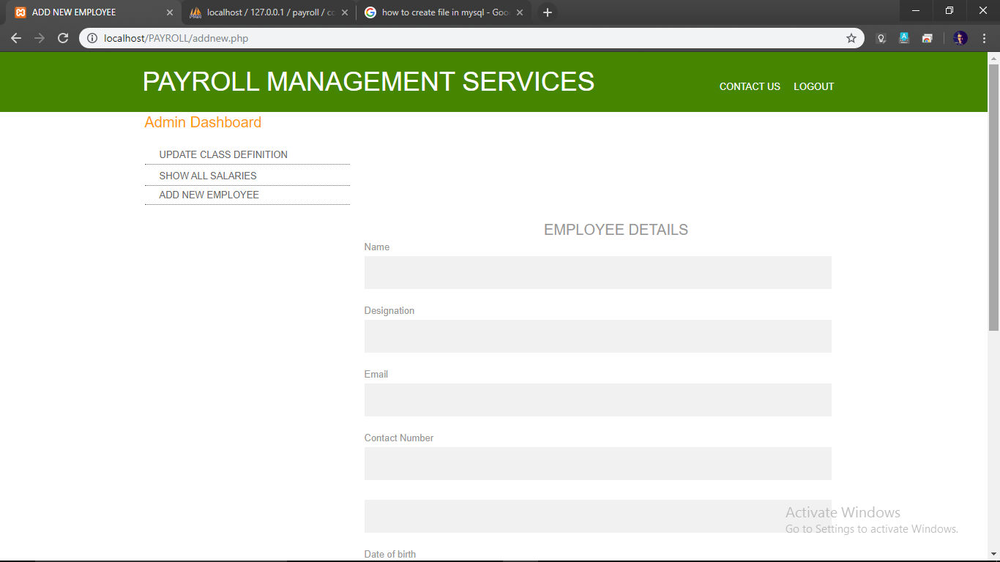 ADD NEW EMPLOYEE
localhost / 127.0.0.1 / payroll / co
how to create file in mysql - Goo
localhost/PAYROLL/addnew.php
PAYROLL MANAGEMENT SERVICES
CONTACT US
LOGOUT
Admin Dashboard
UPDATE CLASS DEFINITION
SHOW ALL SALARIES
ADD NEW EMPLOYEE
EMPLOYEE DETAILS
Name
Designation
Email
Contact Number
Activate Windows
Go to Settings to activate Windows.
Date of birth